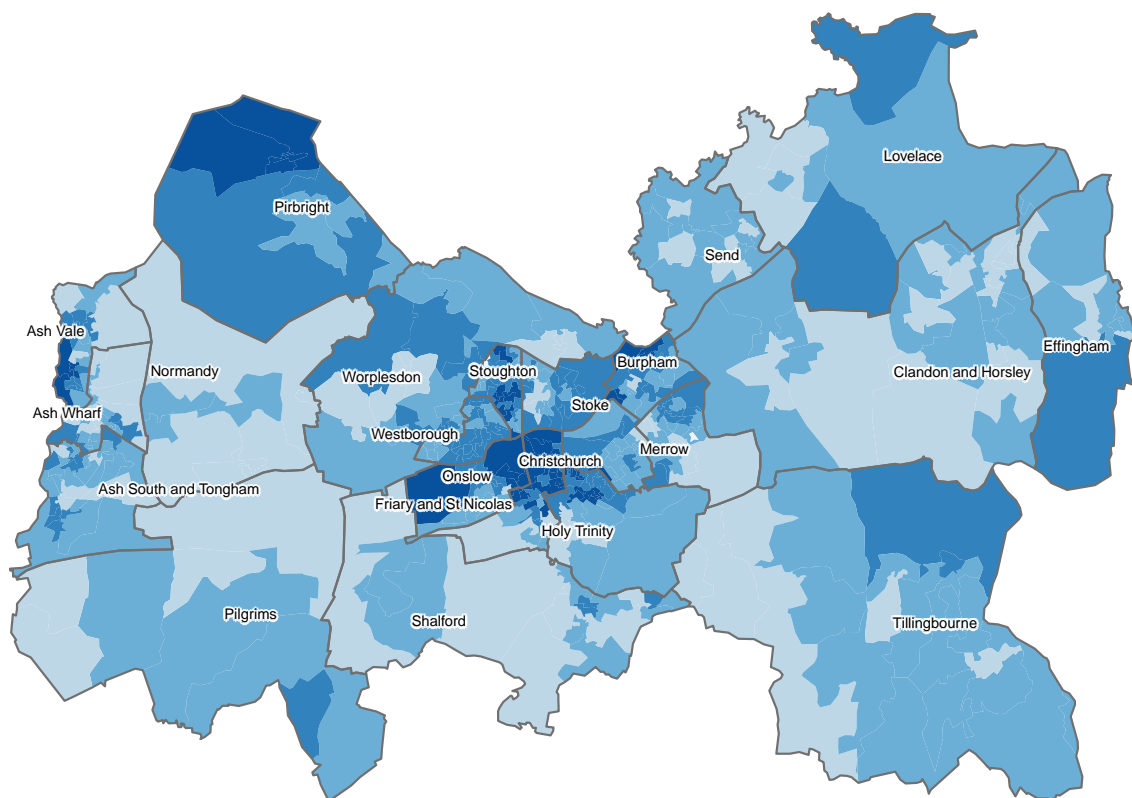 Lovelace
Pirbright
Send
Ash Vale
Effingham
Burpham
Normandy
Stoughton
Clandon and Horsley
Worplesdon
Stoke
Ash Wharf
Westborough
Merrow
Christchurch
Onslow
Ash South and Tongham
Friary and St Nicolas
Holy Trinity
Pilgrims
Shalford
Tillingbourne